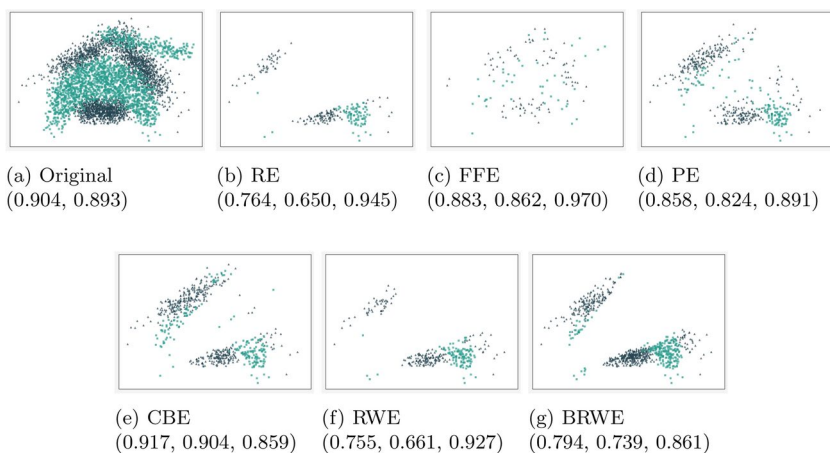 (a) Original
(0.904, 0.893)
(b) RE
(0.764, 0.650, 0.945)
(c) FFE
(0.883, 0.862, 0.970)
(d) PE
(0.858, 0.824, 0.891)
(e) CBE
(0.917, 0.904, 0.859)
(f) RWE
(0.755, 0.661, 0.927)
(g) BRWE
(0.794, 0.739, 0.861)